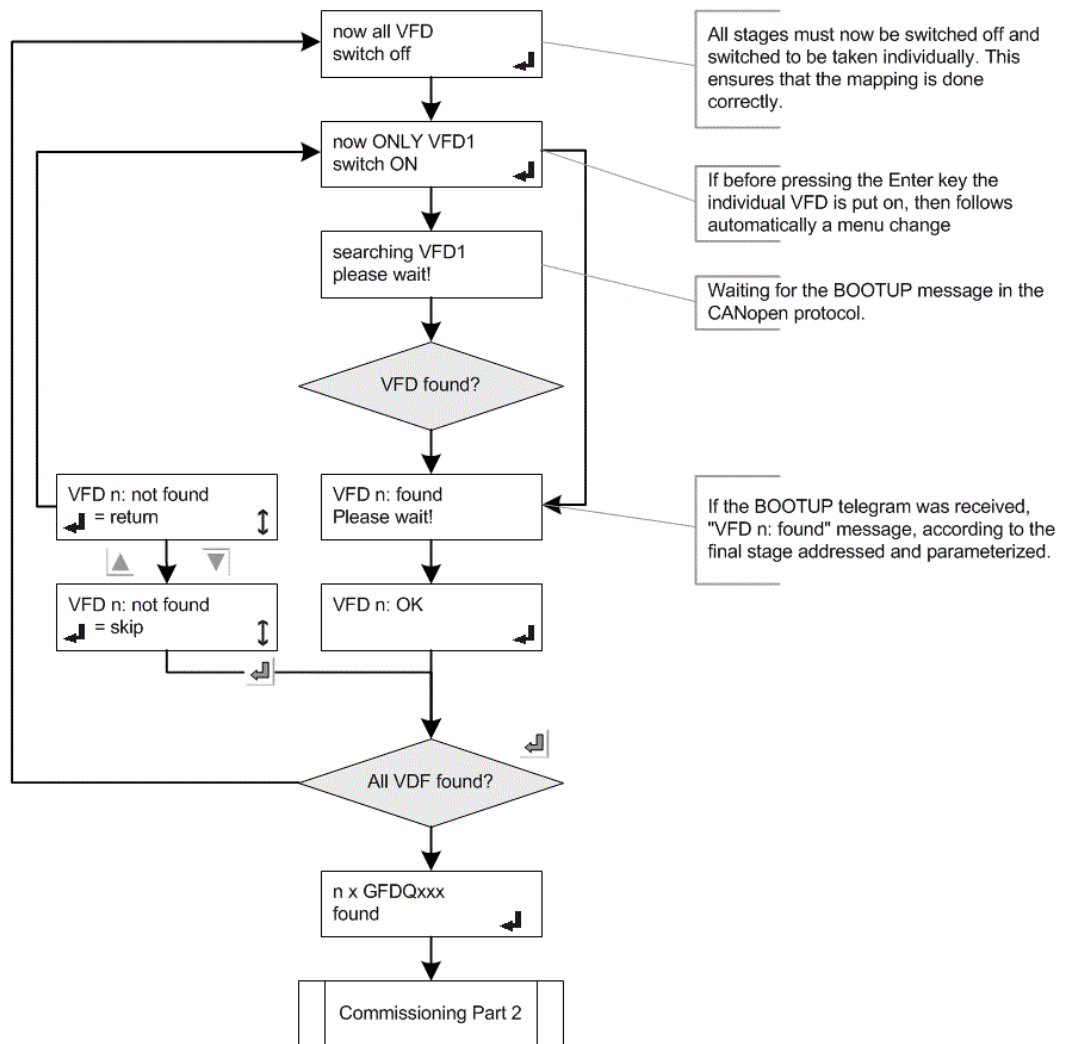 now all VFD
switch off
All stages must now be switched off and
switched to be taken individually. This
ensures that the mapping is done
correctly.
now ONLY VFD1
switch ON
If before pressing the Enter key the
individual VFD is put on, then follows
automatically a menu change
searching VFD1
please wait!
Waiting for the BOOTUP message in the
CANopen protocol.
VFD found?
VFD n: not found
= return
VFD n: found
Please wait!
If the BOOTUP telegram was received,
"VFD n: found" message, according to the
final stage addressed and parameterized.
VFD n: not found
= skip
VFD n: OK
All VDF found?
n x GFDQxxx
found
Commissioning Part 2